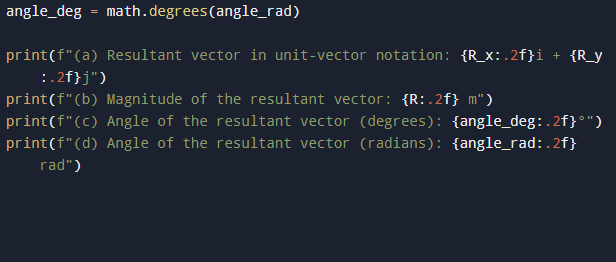 angle_deg = math.degrees(angle_rad)
print(f"(a) Resultant vector in unit-vector notation: {R_x:.2f}i + {R_y
:.2f}j")
print(f"(b) Magnitude of the resultant vector: {R:.2f} m")
print(f"(c) Angle of the resultant vector (degrees): {angle_deg:.2f}°")
print(f"(d) Angle of the resultant vector (radians): {angle_rad:.2f}
rad")